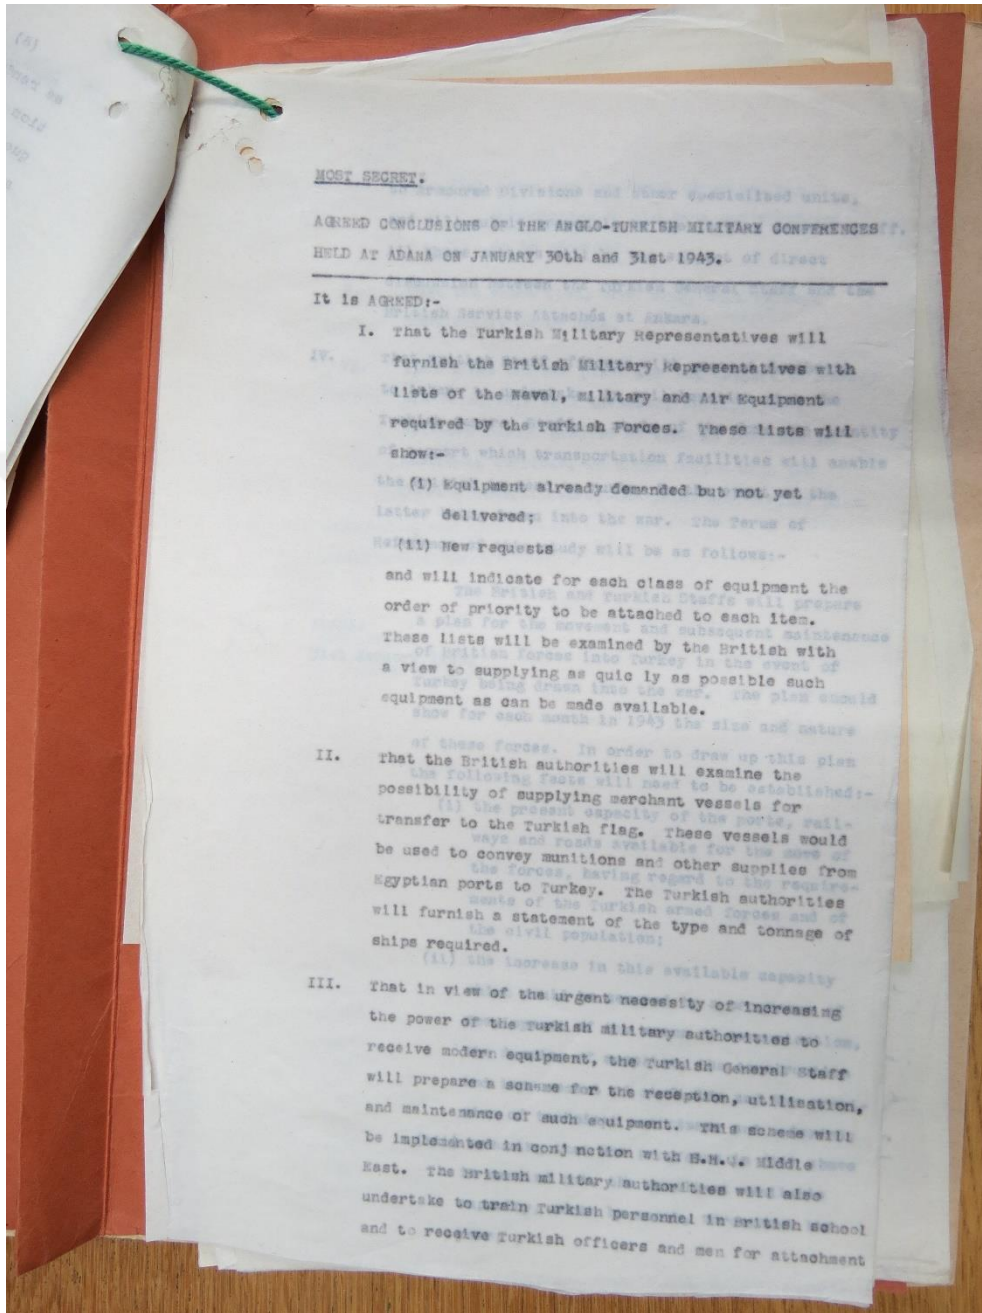 MOST SECRET.
AGREED CONCLUSIONS OF THE ANGLO-TURKISH MILITARY CONFERENCES
HELD AT ADANA ON JANUARY 30th and 31st 1943.
It is AGREED:-
I. That the Turkish Military Representatives will
furnish the British Military Representatives with
lists of the Naval, Military and Air Equipment
required by the Turkish Forces. These lists will
show:-
(i) Equipment already demanded but not yet
delivered;
(ii) New requests
and will indicate for each class of equipment the
order of priority to be attached to each item.
These lists will be examined by the British with
a view to supplying as quic ly as possible such
equipment as can be made available.
II. That the British authorities will examine the
possibility of supplying merchant vessels for
transfer to the Turkish flag. These vessels would
be used to convey munitions and other supplies from
Egyptian ports to Turkey. The Turkish authorities
will furnish a statement of the type and tonnage of
ships required.
III. That in view of the urgent necessity of increasing
the power of the Turkish military authorities to
receive modern equipment, the Turkish General Staff
will prepare a scheme for the reception, utilisation,
and maintenance of such equipment. This scheme will
be implemented in conj nction with Middle
East. The British military authorities will also
undertake to train Turkish personnel in British school
and to receive Turkish officers and men for attachment